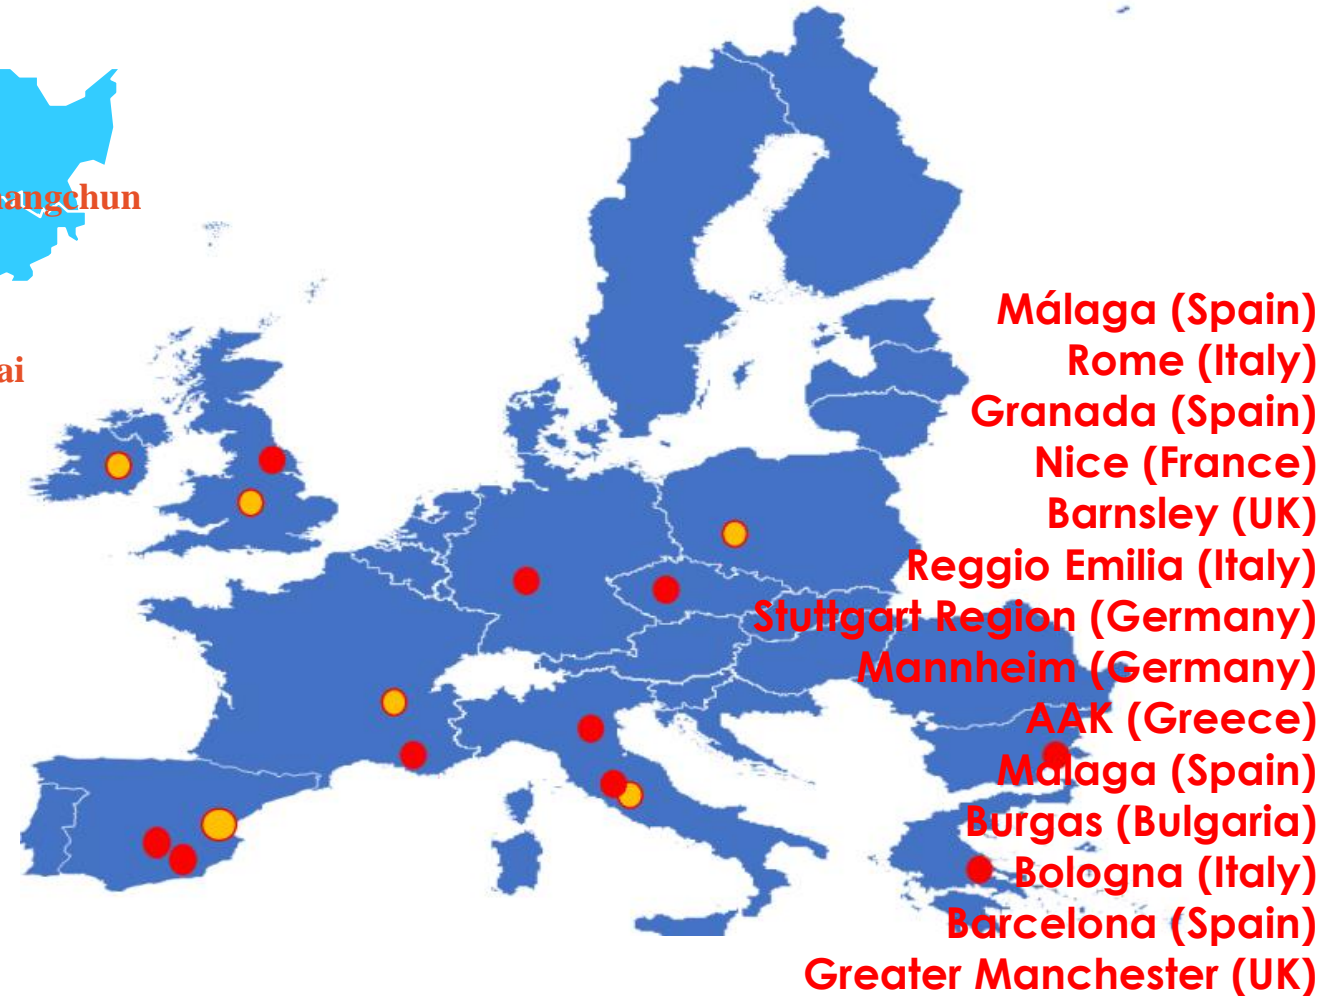 angchun
ai
Málaga (Spain)
Rome (Italy)
Granada (Spain)
Nice (France)
Barnsley (UK)
Reggio Emilia (Italy)
Stuttgart Region (Germany)
Mannheim (Germany)
AAK (Greece)
Malaga (Spain)
Burgas (Bulgaria)
Bologna (Italy)
Barcelona (Spain)
Greater Manchester (UK)